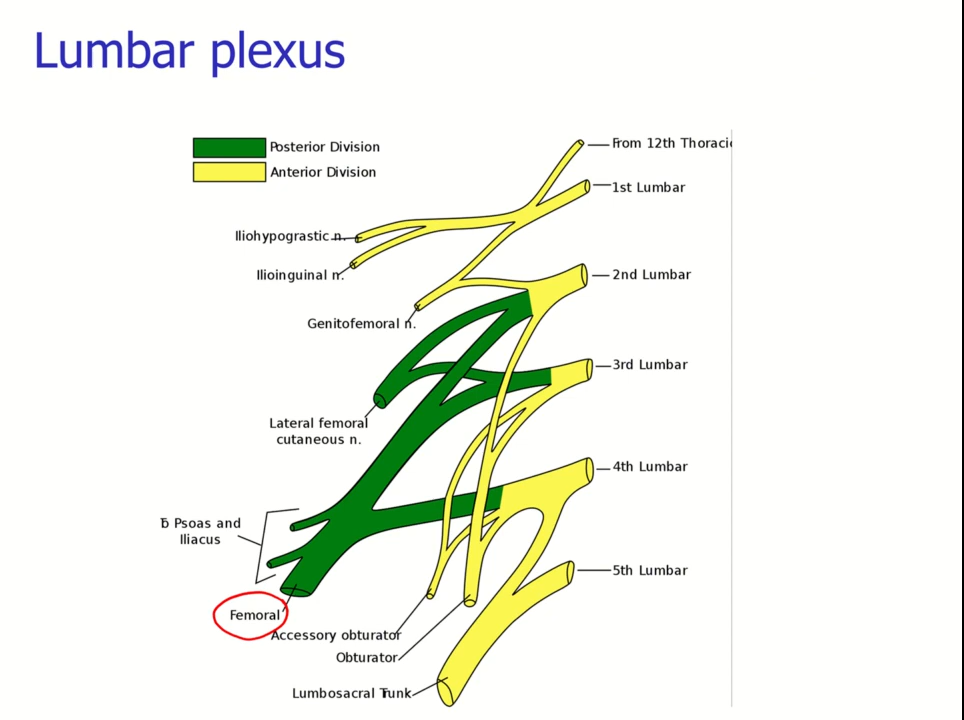 Lumbar plexus
Posterior Division
Anterior Division
From 12th Thoracic
1st Lumbar
Iliohypograstic n.
Ilioinguinal n.
2nd Lumbar
Genitofemoral n.
3rd Lumbar
Lateral femoral
cutaneous n.
4th Lumbar
To Psoas and
Iliacus
5th Lumbar
Femoral
Accessory obturator
Obturator
Lumbosacral Trunk